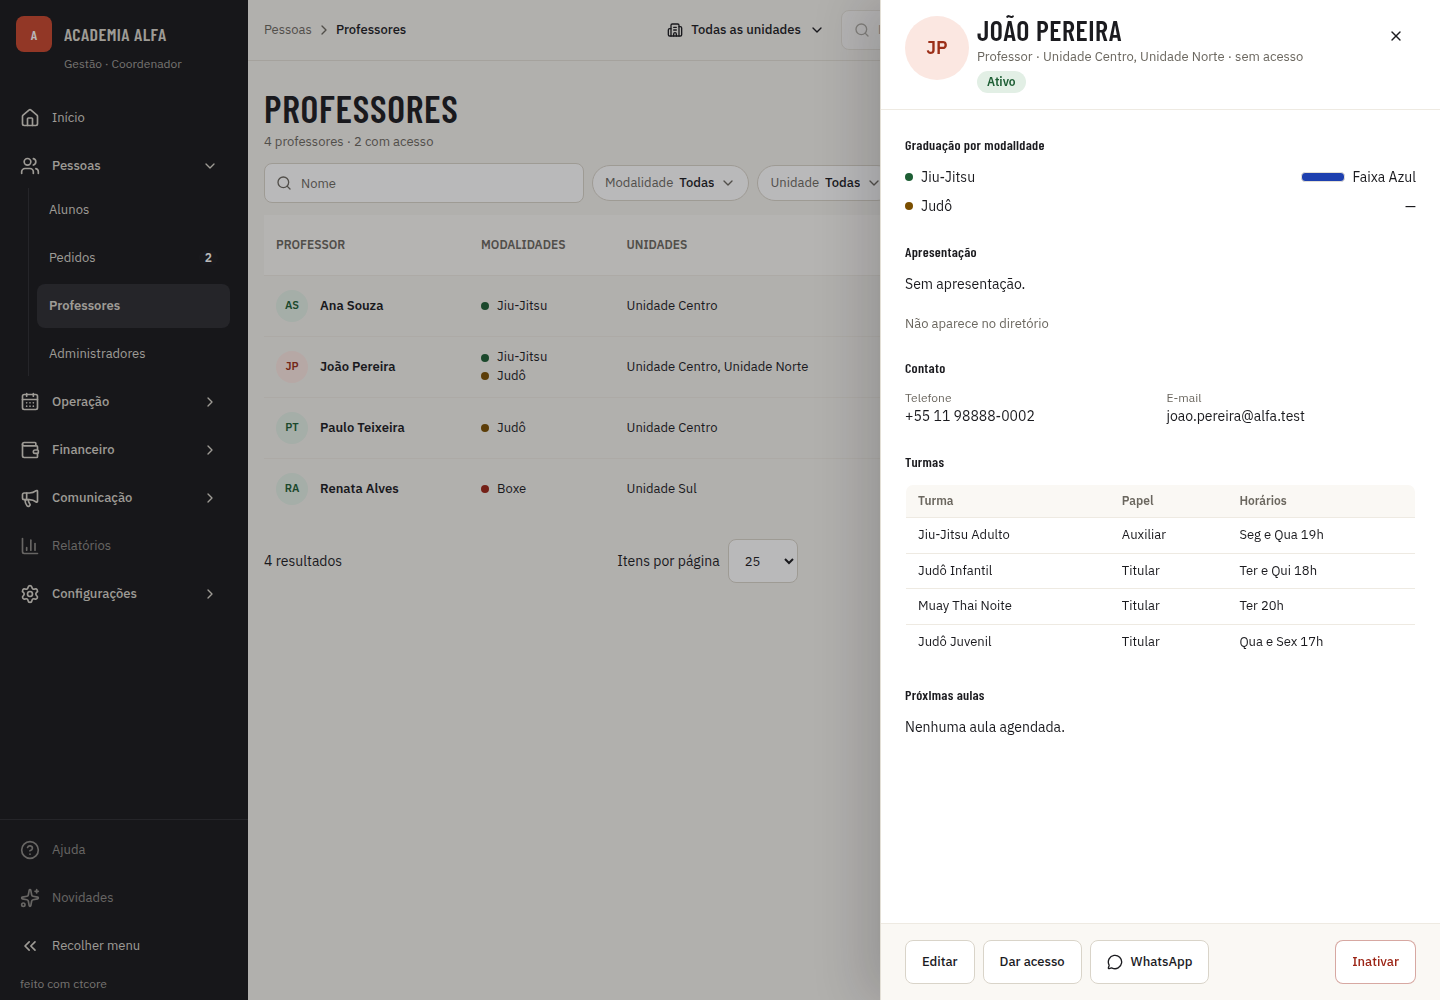 A
ACADEMIA ALFA
Gestão · Coordenador
Início
Pessoas
Alunos
Pedidos 2
Professores
Administradores
Operação
Financeiro
Comunicação
Relatórios
Configurações
Ajuda
Novidades
Recolher menu
feito com ctcore
Pessoas Professores
Todas as unidades
PROFESSORES
4 professores · 2 com acesso
Nome
Modalidade Todas
Unidade Todas
PROFESSOR MODALIDADES UNIDADES
AS Ana Souza Jiu-Jitsu Unidade Centro
JP João Pereira Jiu-Jitsu Unidade Centro, Unidade Norte
Judô
PT Paulo Teixeira Judô Unidade Centro
RA Renata Alves Boxe Unidade Sul
4 resultados Itens por página 25
JP
JOÃO PEREIRA
Professor · Unidade Centro, Unidade Norte · sem acesso
Ativo
Graduação por modalidade
Jiu-Jitsu Faixa Azul
Judô —
Apresentação
Sem apresentação.
Não aparece no diretório
Contato
Telefone E-mail
+55 11 98888-0002 joao.pereira@alfa.test
Turmas
Turma Papel Horários
Jiu-Jitsu Adulto Auxiliar Seg e Qua 19h
Judô Infantil Titular Ter e Qui 18h
Muay Thai Noite Titular Ter 20h
Judô Juvenil Titular Qua e Sex 17h
Próximas aulas
Nenhuma aula agendada.
Editar Dar acesso WhatsApp Inativar